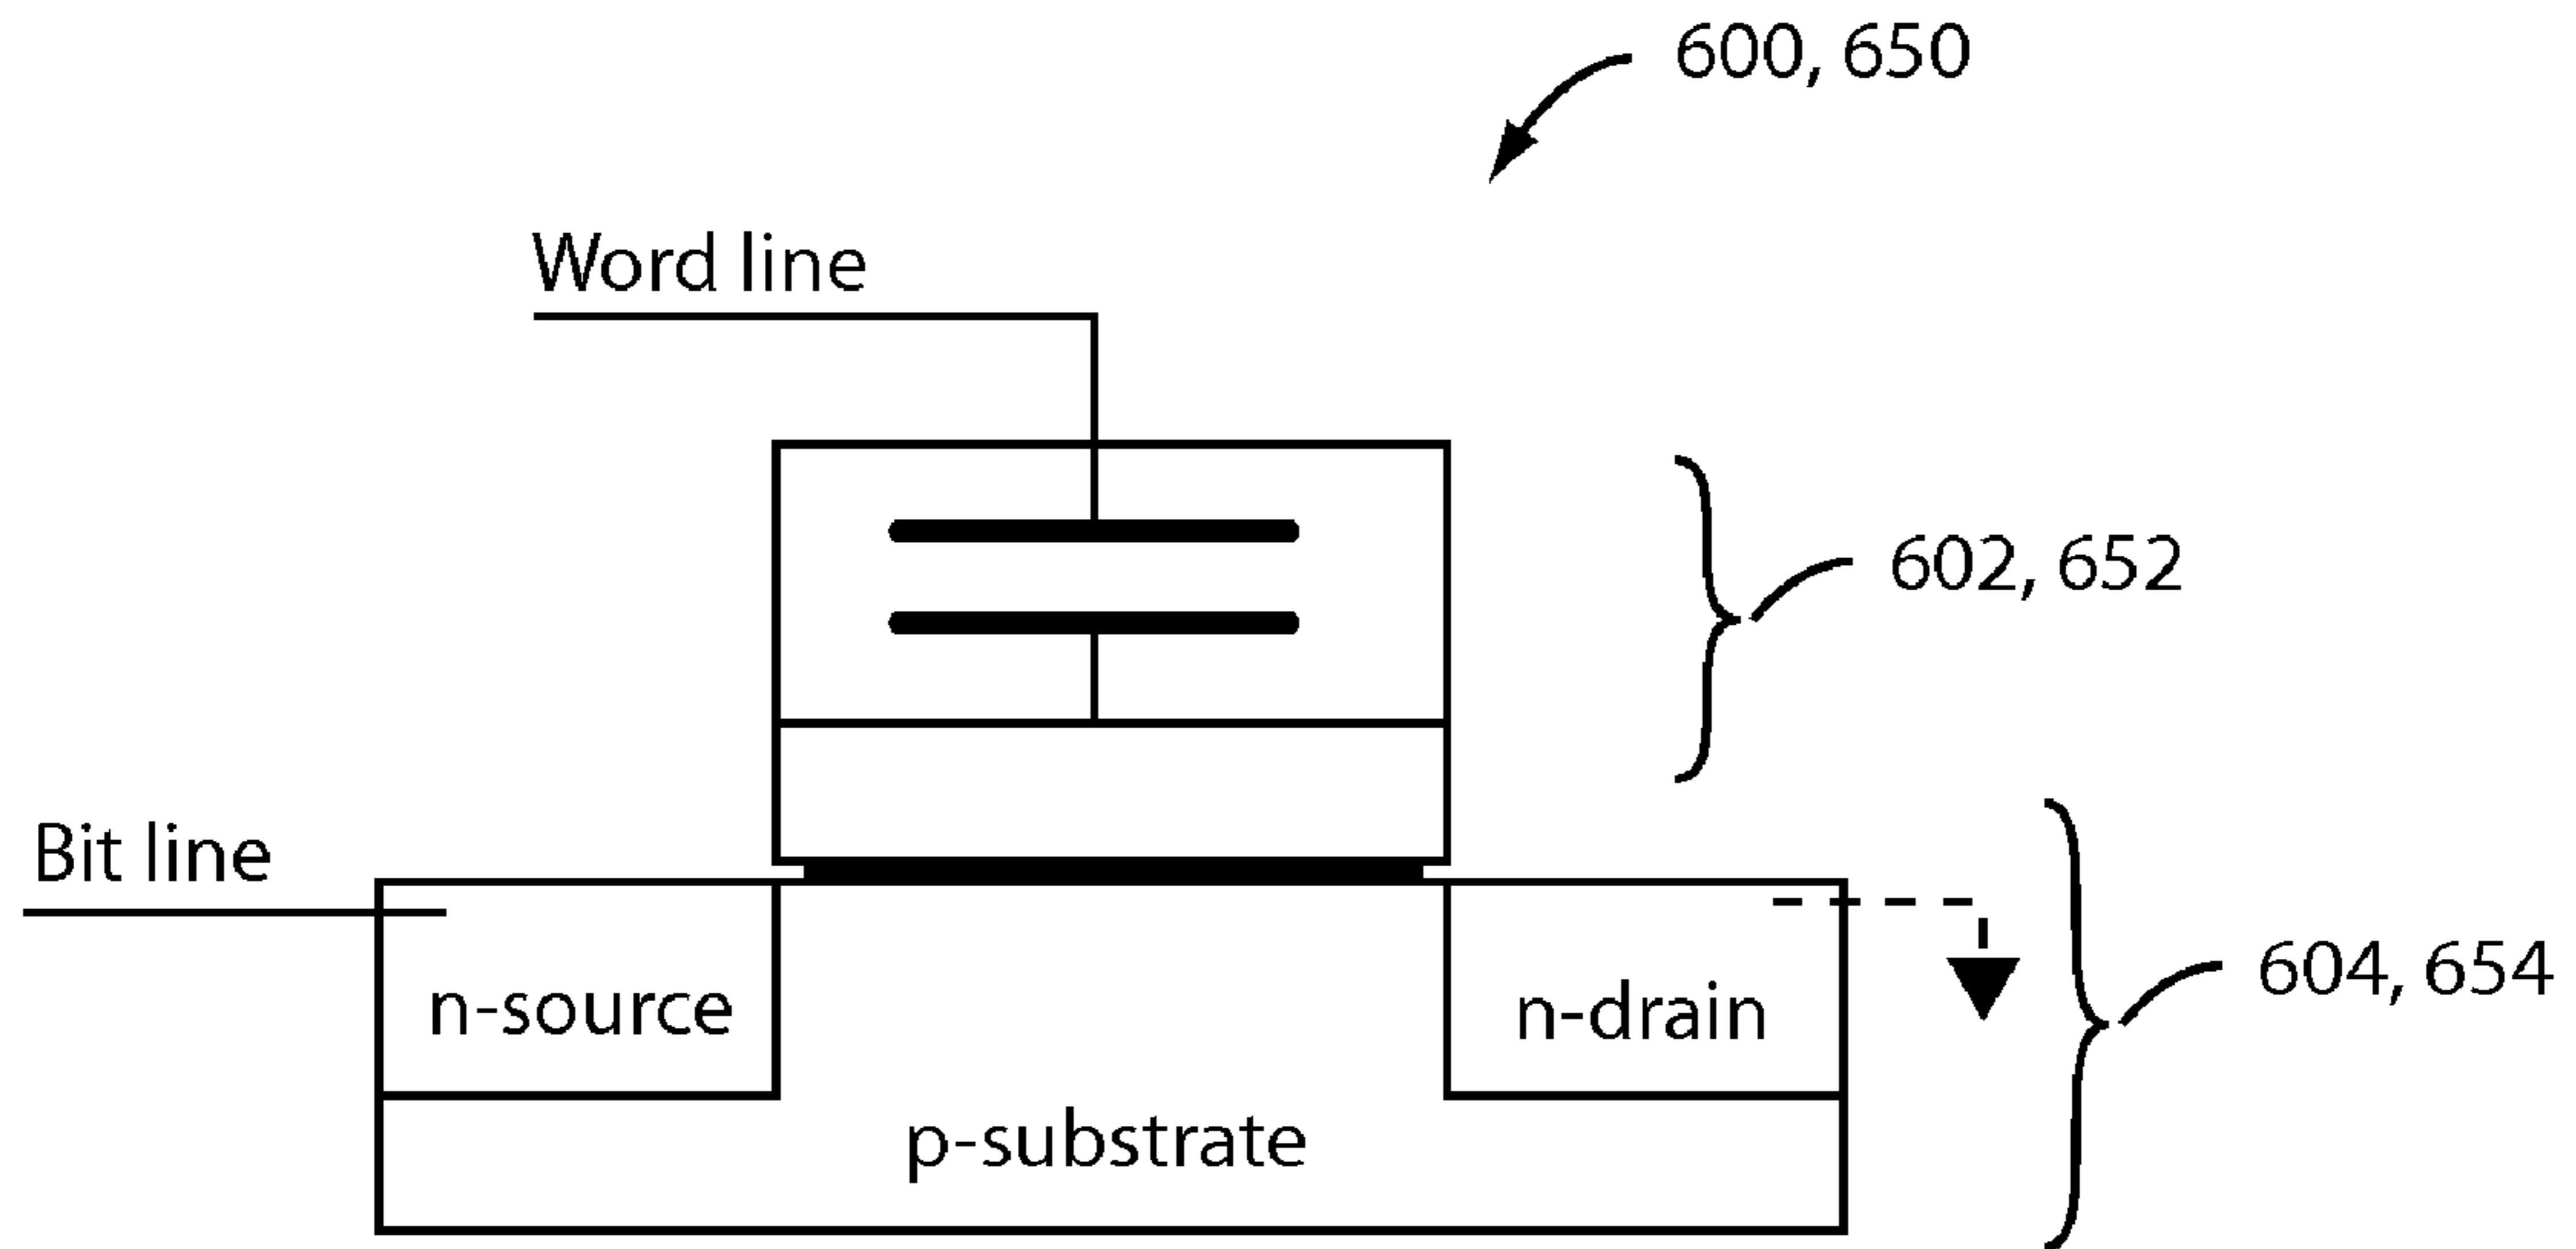 600, 650
Word line
602, 652
Bit line
604, 654
n-source
n-drain
p-substrate